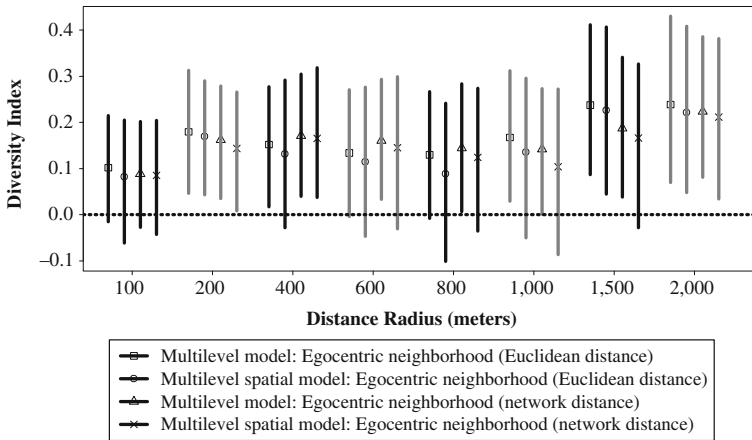 0.4
0.3
0.2
0.1
0.0
–0.1
Diversity Index
100 200 400 600 800 1,000 1,500 2,000
Distance Radius (meters)
Multilevel model: Egocentric neighborhood (Euclidean distance)
Multilevel spatial model: Egocentric neighborhood (Euclidean distance)
Multilevel model: Egocentric neighborhood (network distance)
Multilevel spatial model: Egocentric neighborhood (network distance)